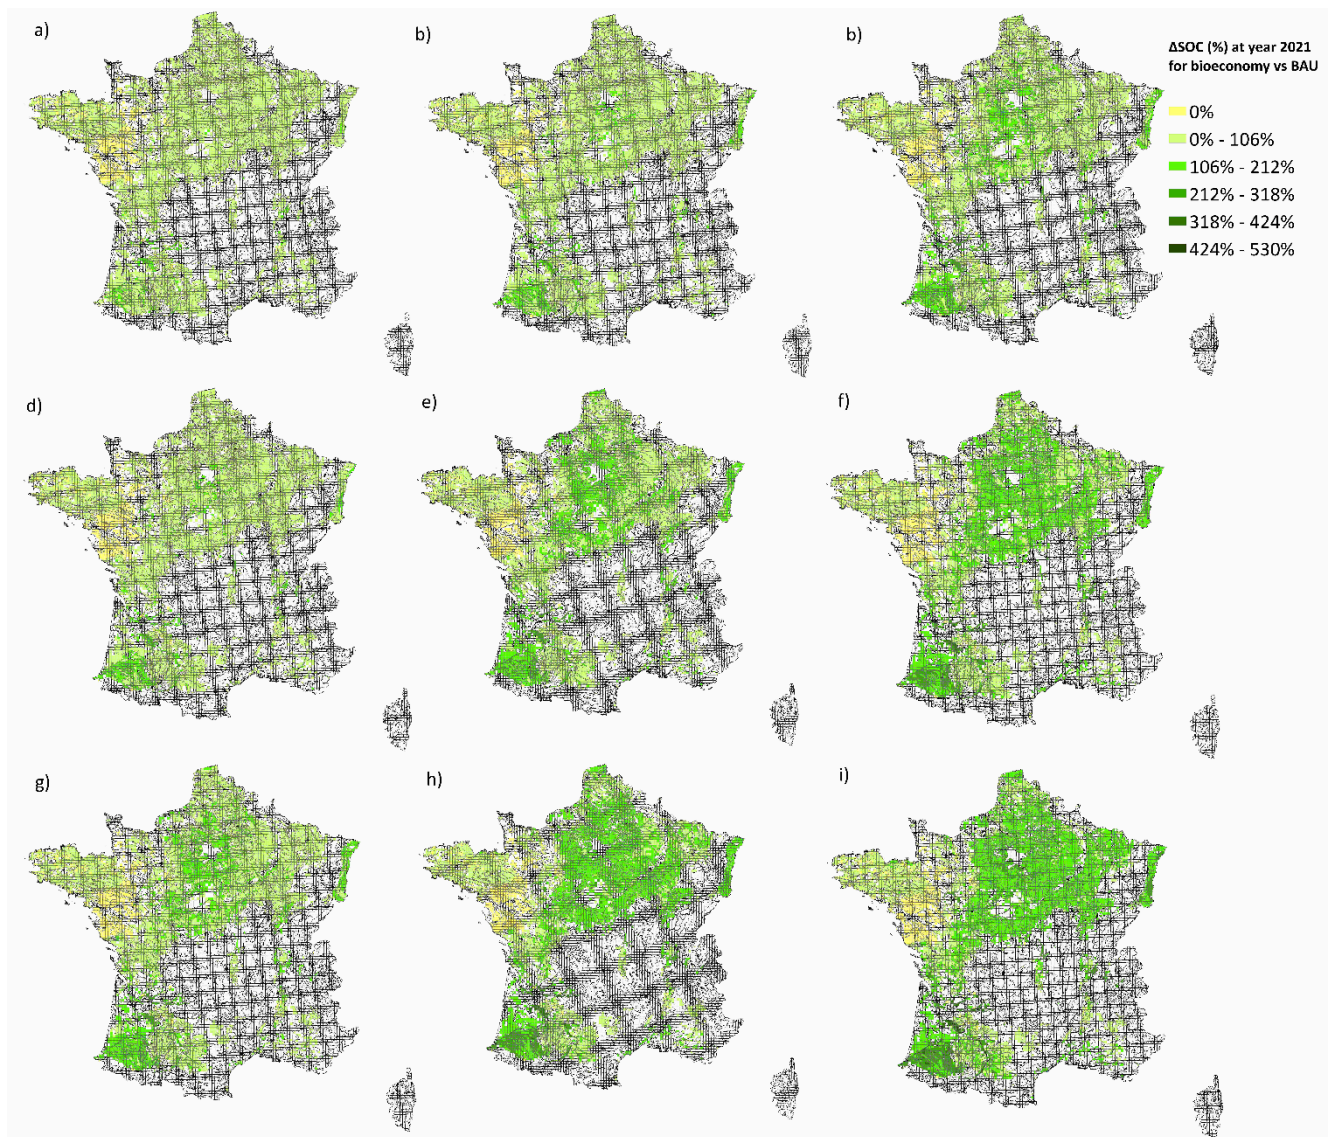 a)
b)
b)
ΔSOC (%) at year 2021
for bioeconomy vs BAU
0%
0% - 106%
106% - 212%
212% - 318%
318% - 424%
424% - 530%
d)
e)
f)
g)
h)
i)